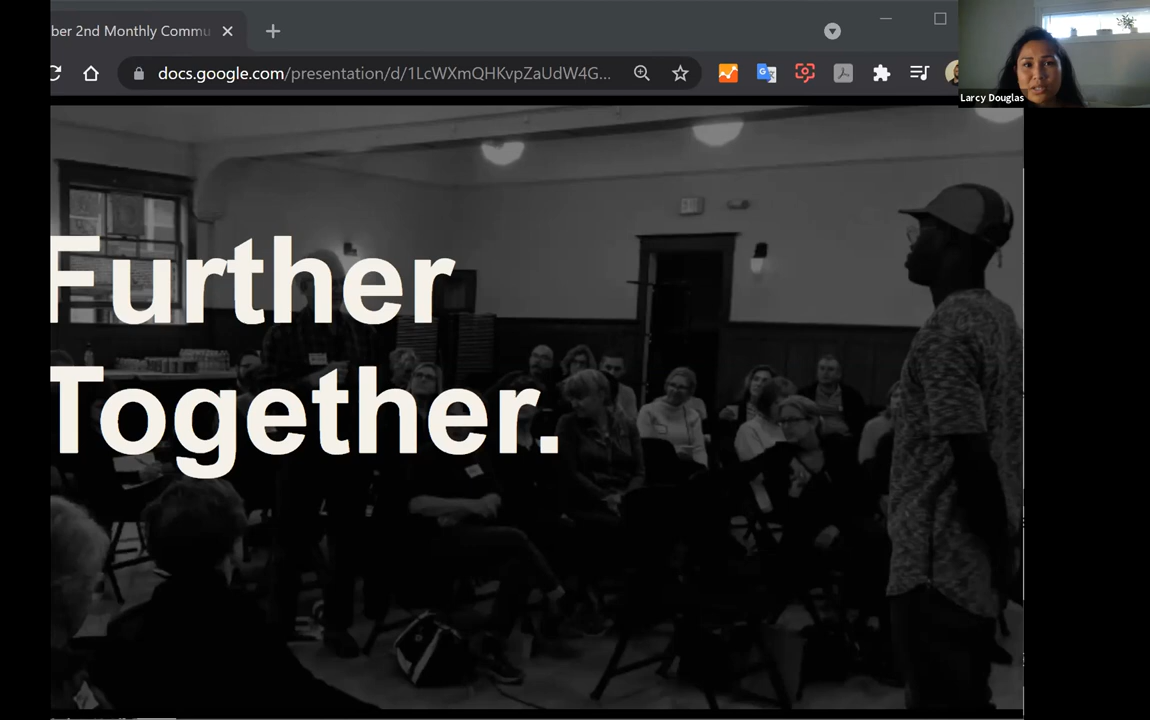 ber 2nd Monthly Commu
docs.google.com/presentation/d/1LcWXmQHKvpZaUdW4G...
Larcy Douglas
Further
Together.